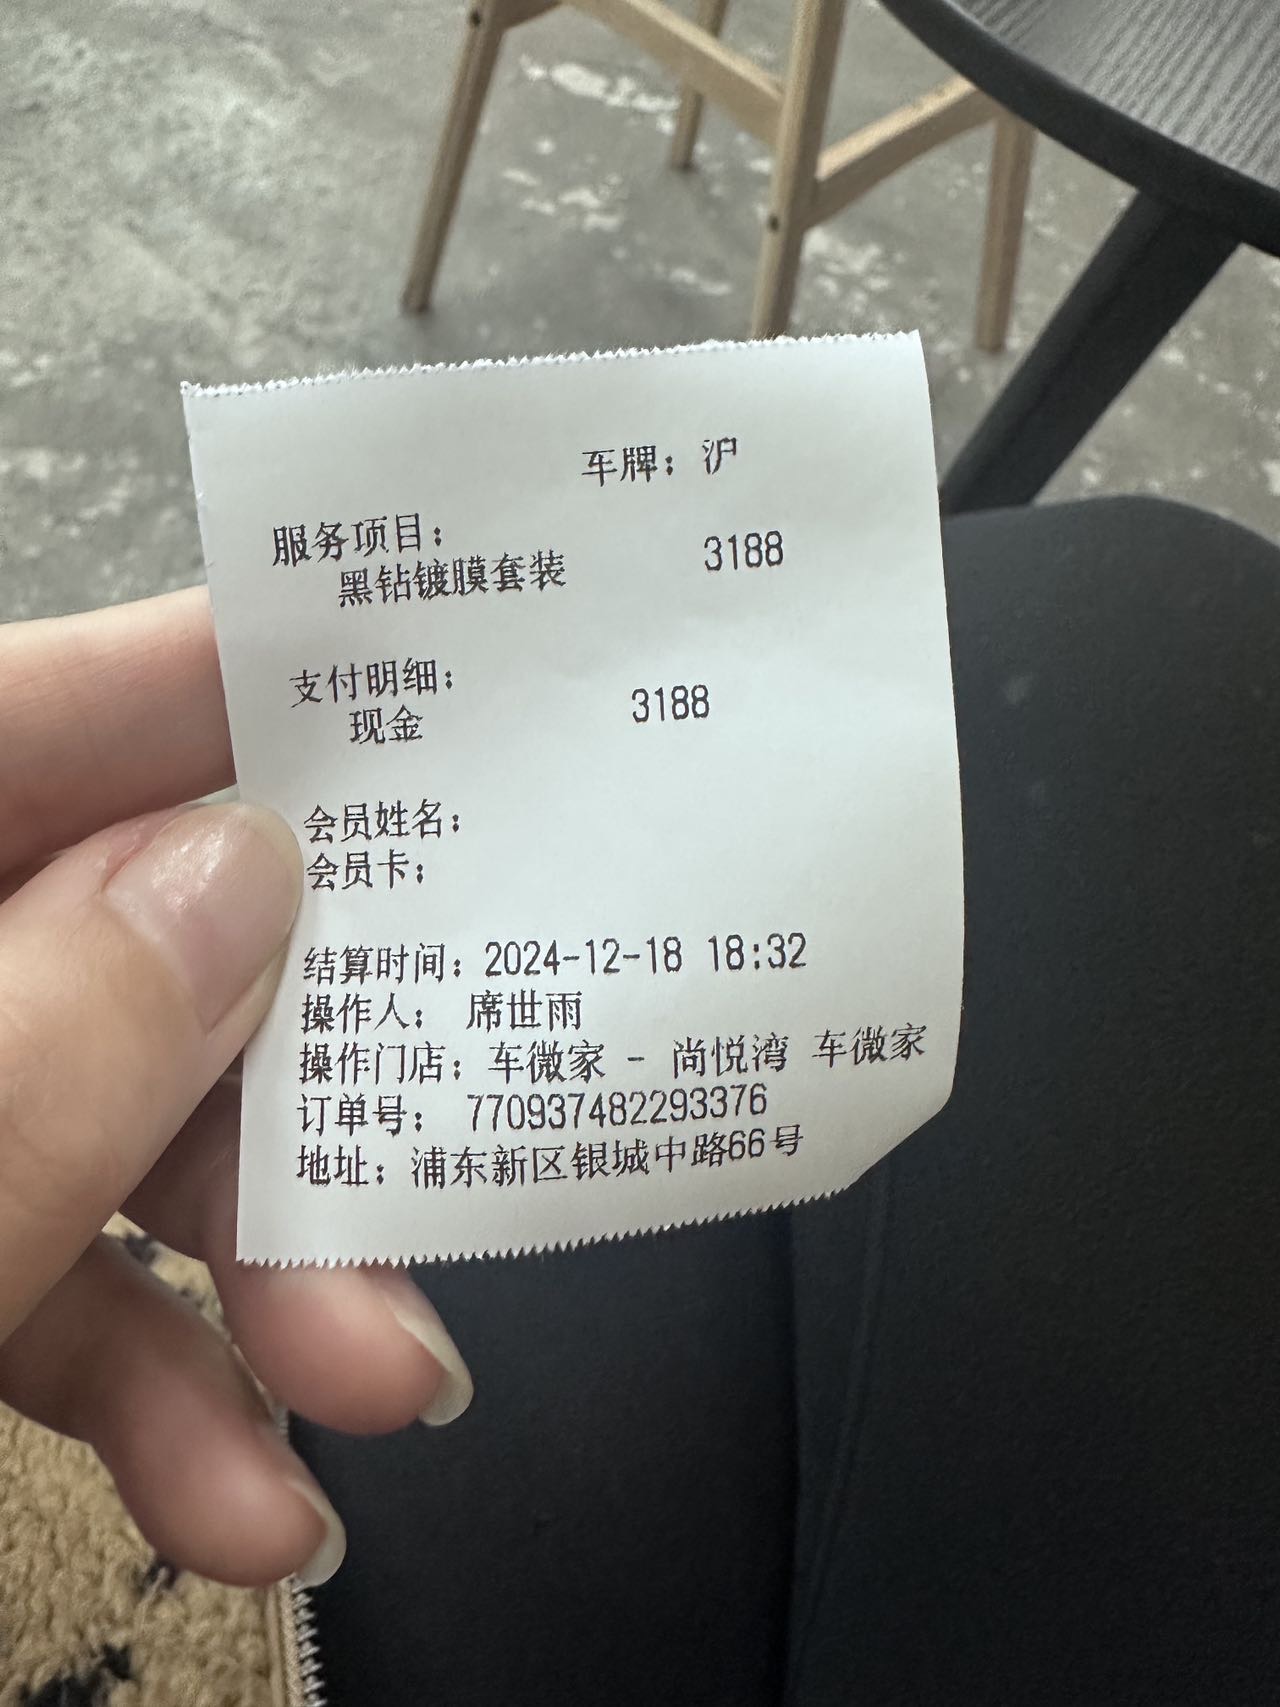 车牌：沪
服务项目：
黑钻镀膜套装 3188
支付明细：
现金 3188
会员姓名：
会员卡：
结算时间：2024-12-18 18:32
操作人： 席世雨
操作门店：车微家 - 尚悦湾 车微家
订单号： 770937482293376
地址：浦东新区银城中路66号